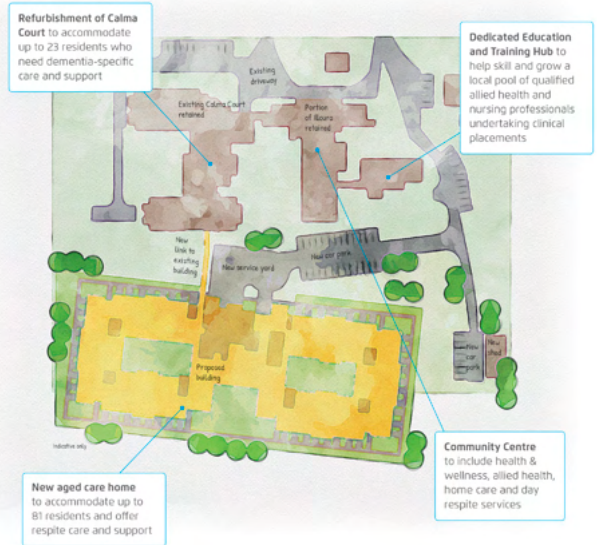 Refurbishment of Calma
Court to accommodate
up to 23 residents who
need dementia-specific
care and support
Dedicated Education
and Training Hub to
help skill and grow a
local pool of qualified
allied health and
nursing professionals
undertaking clinical
placements
Existing
driveway
Existing Calma Court
retained
Portion
of Illoura
retained
New
link to
existing
building
New service yard
New car park
New
car
park
New
shed
Proposed
building
Indicative only
New aged care home
to accommodate up to
81 residents and offer
respite care and support
Community Centre
to include health &
wellness, allied health,
home care and day
respite services